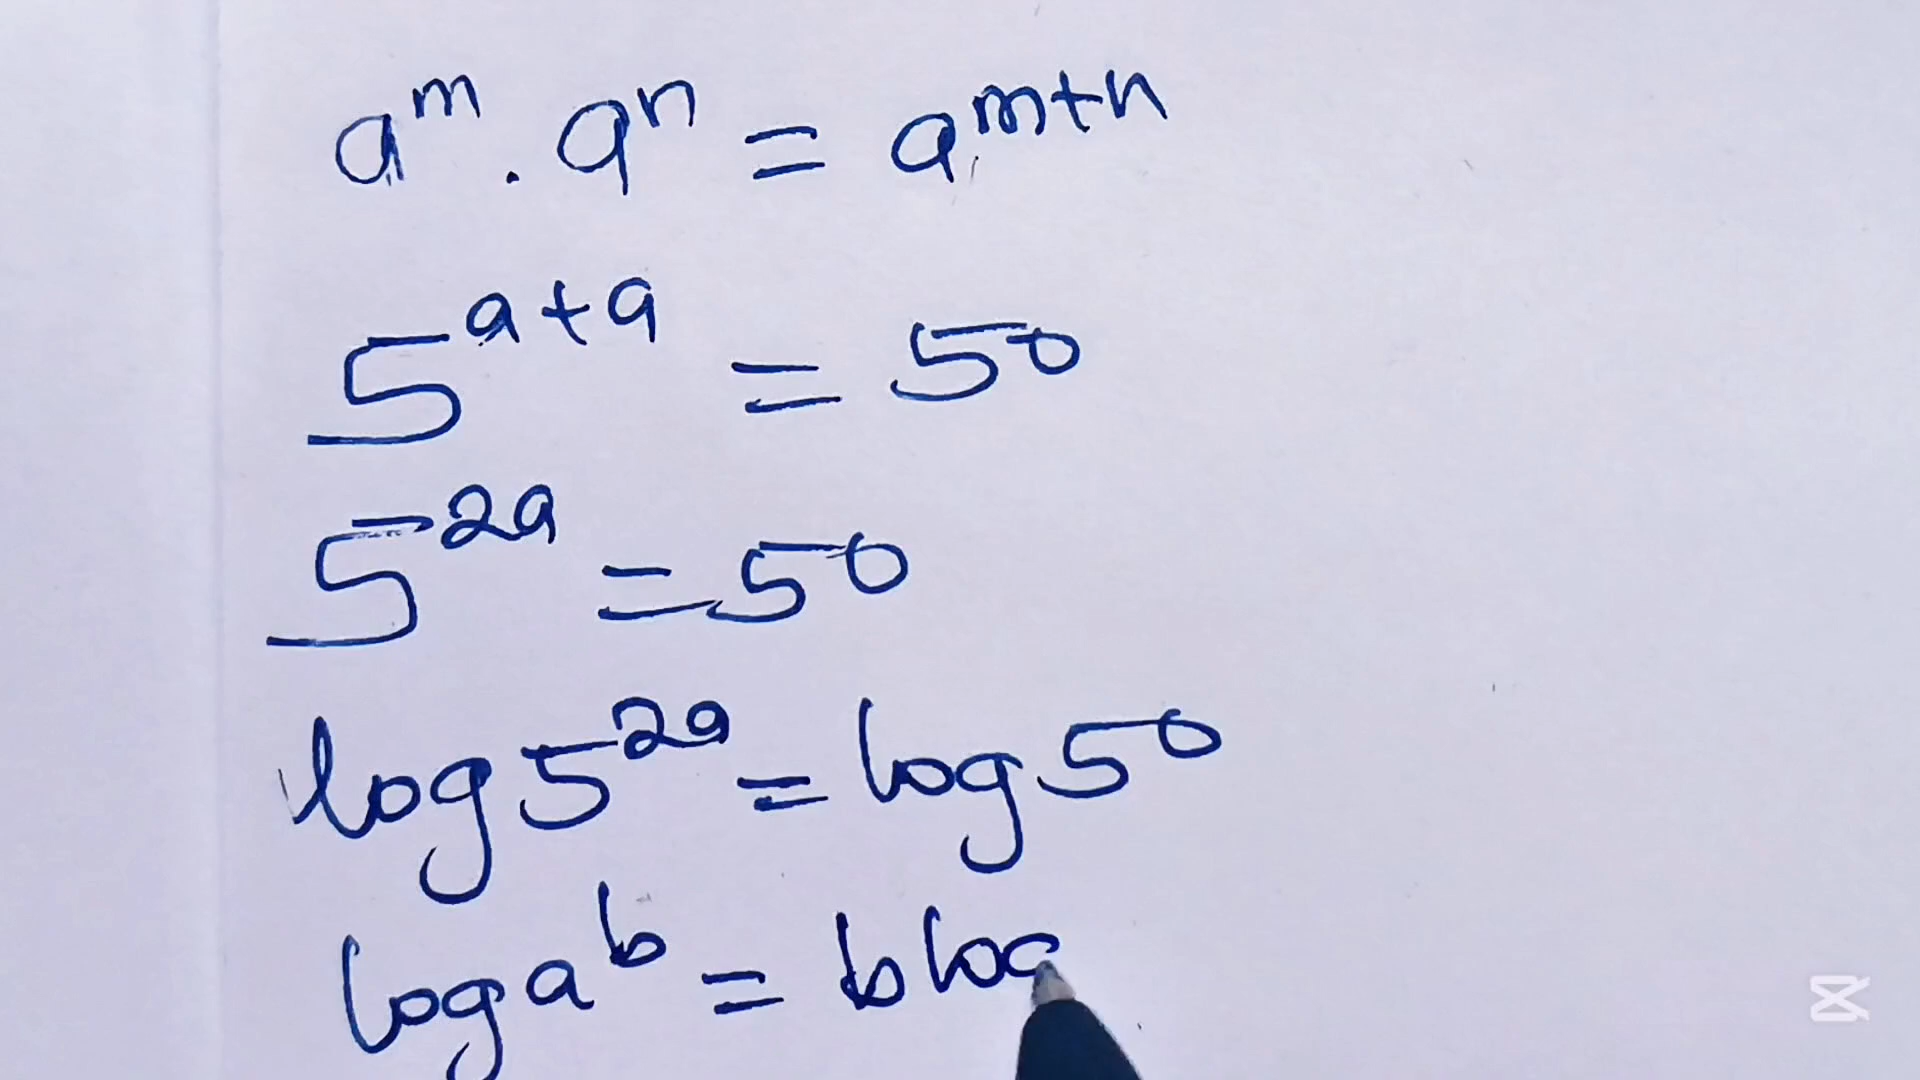 a^m . a^n = a^{m+n}
5^{a+a} = 50
5^{2a} = 50
log 5^{2a} = log 50
log a^b = b log